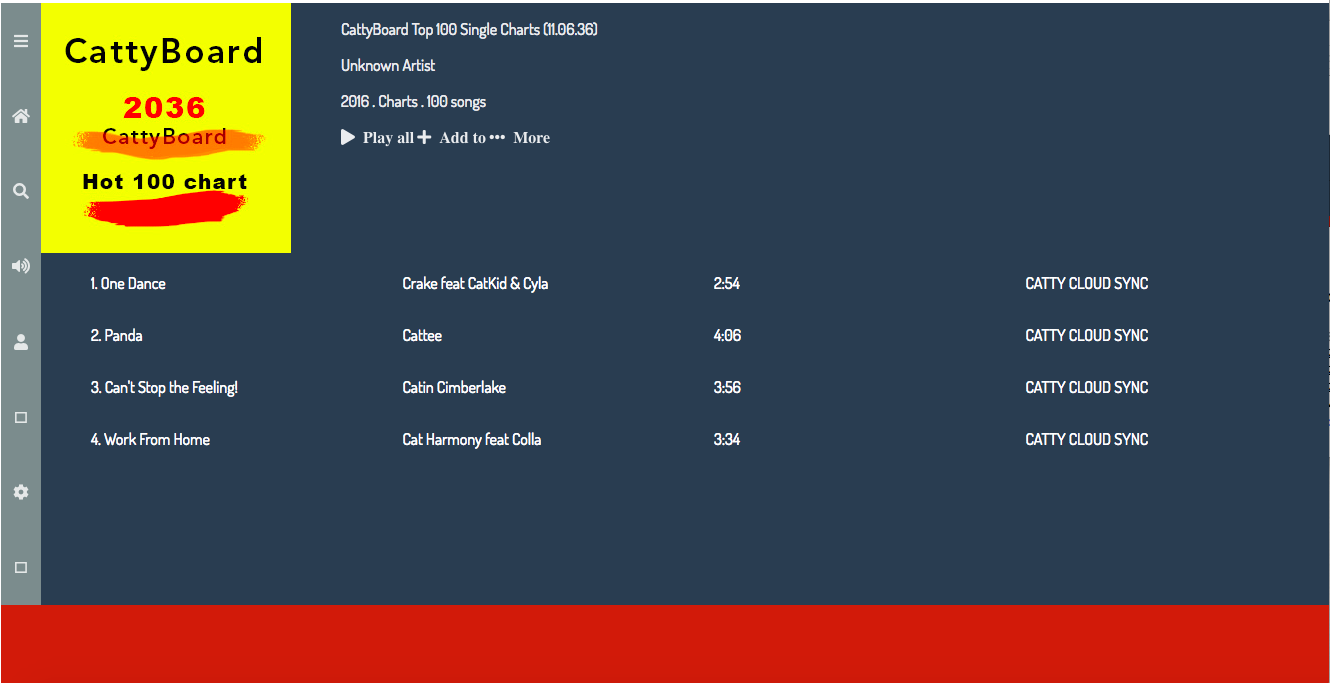 CattyBoard
2036
CattyBoard
Hot 100 chart
CattyBoard Top 100 Single Charts (11.06.36)
Unknown Artist
2016 . Charts . 100 songs
Play all Add to ••• More
1. One Dance Crake feat CatKid & Cyla 2:54 CATTY CLOUD SYNC
2. Panda Cattee 4:06 CATTY CLOUD SYNC
3. Can't Stop the Feeling! Catin Cimberlake 3:56 CATTY CLOUD SYNC
4. Work From Home Cat Harmony feat Colla 3:34 CATTY CLOUD SYNC